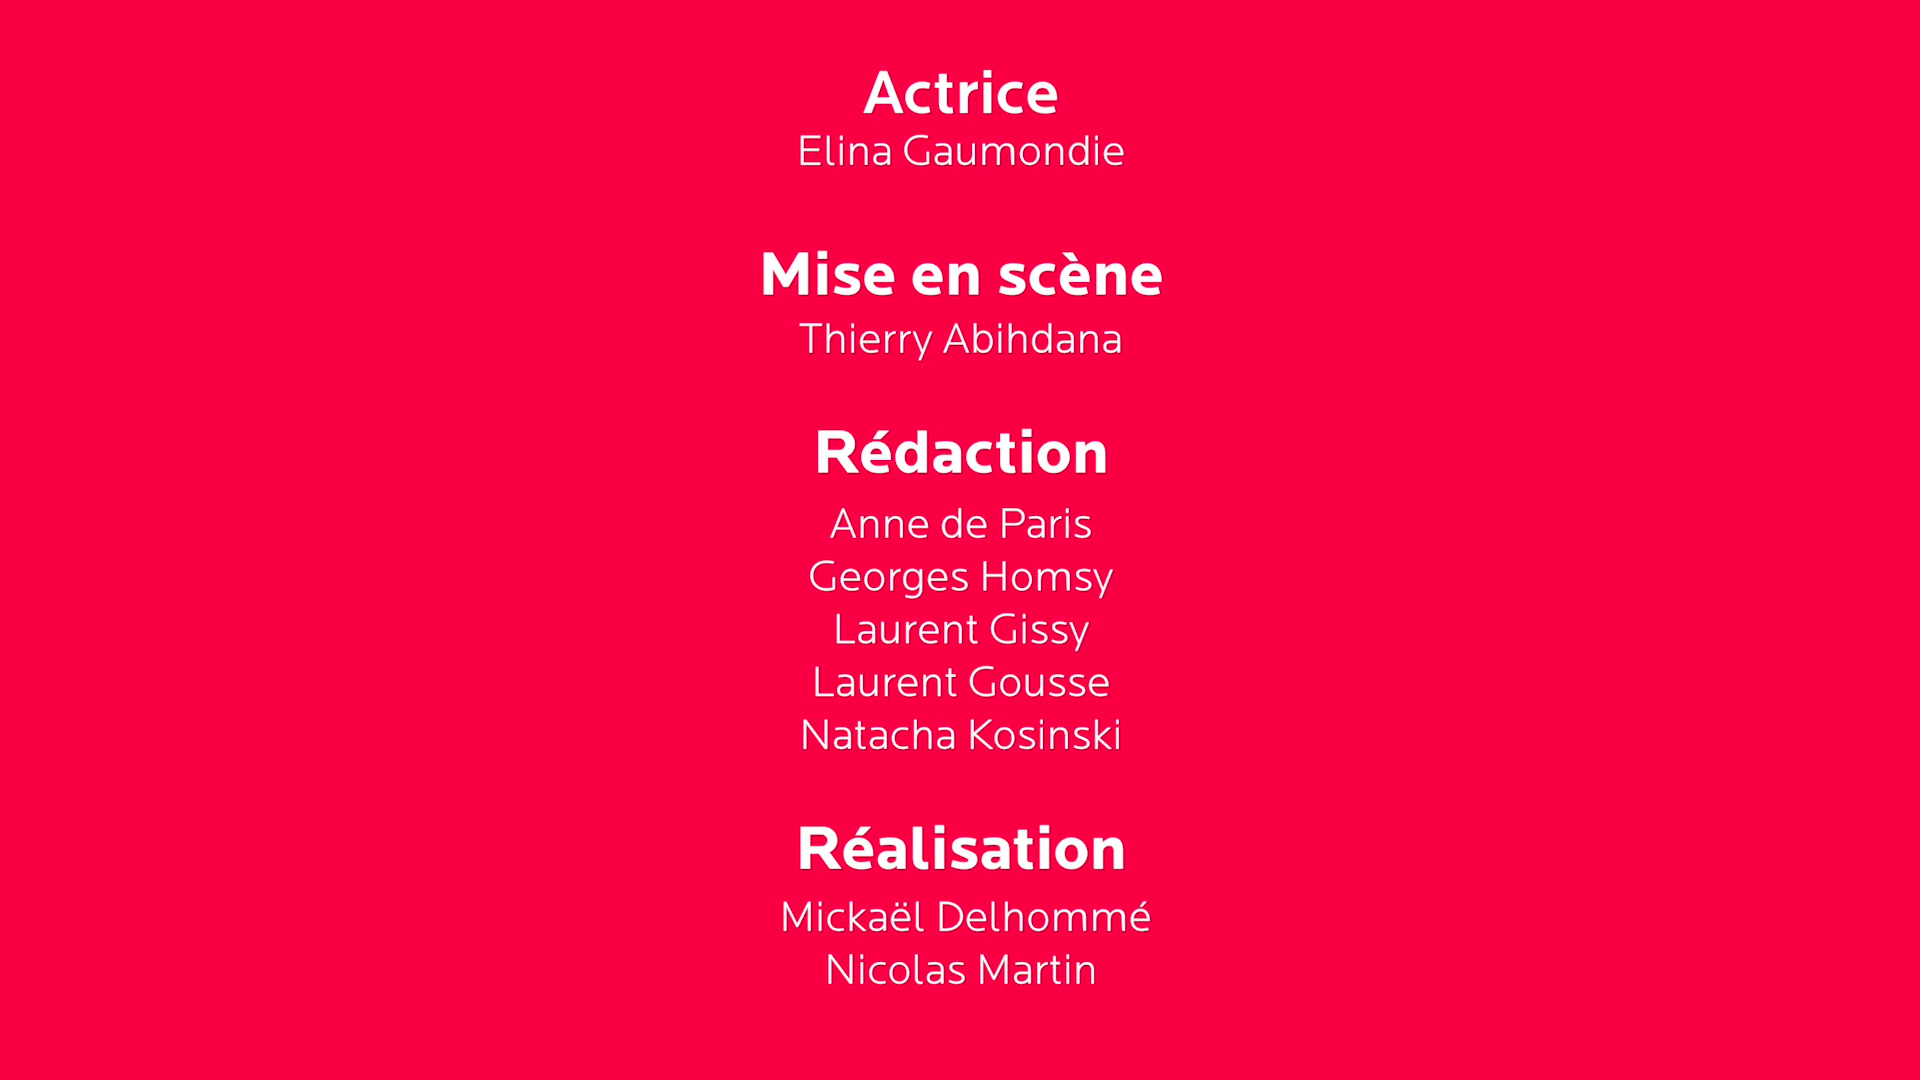 Actrice
Elina Gaumondie
Mise en scène
Thierry Abihdana
Rédaction
Anne de Paris
Georges Homsy
Laurent Gissy
Laurent Gousse
Natacha Kosinski
Réalisation
Mickaël Delhommé
Nicolas Martin